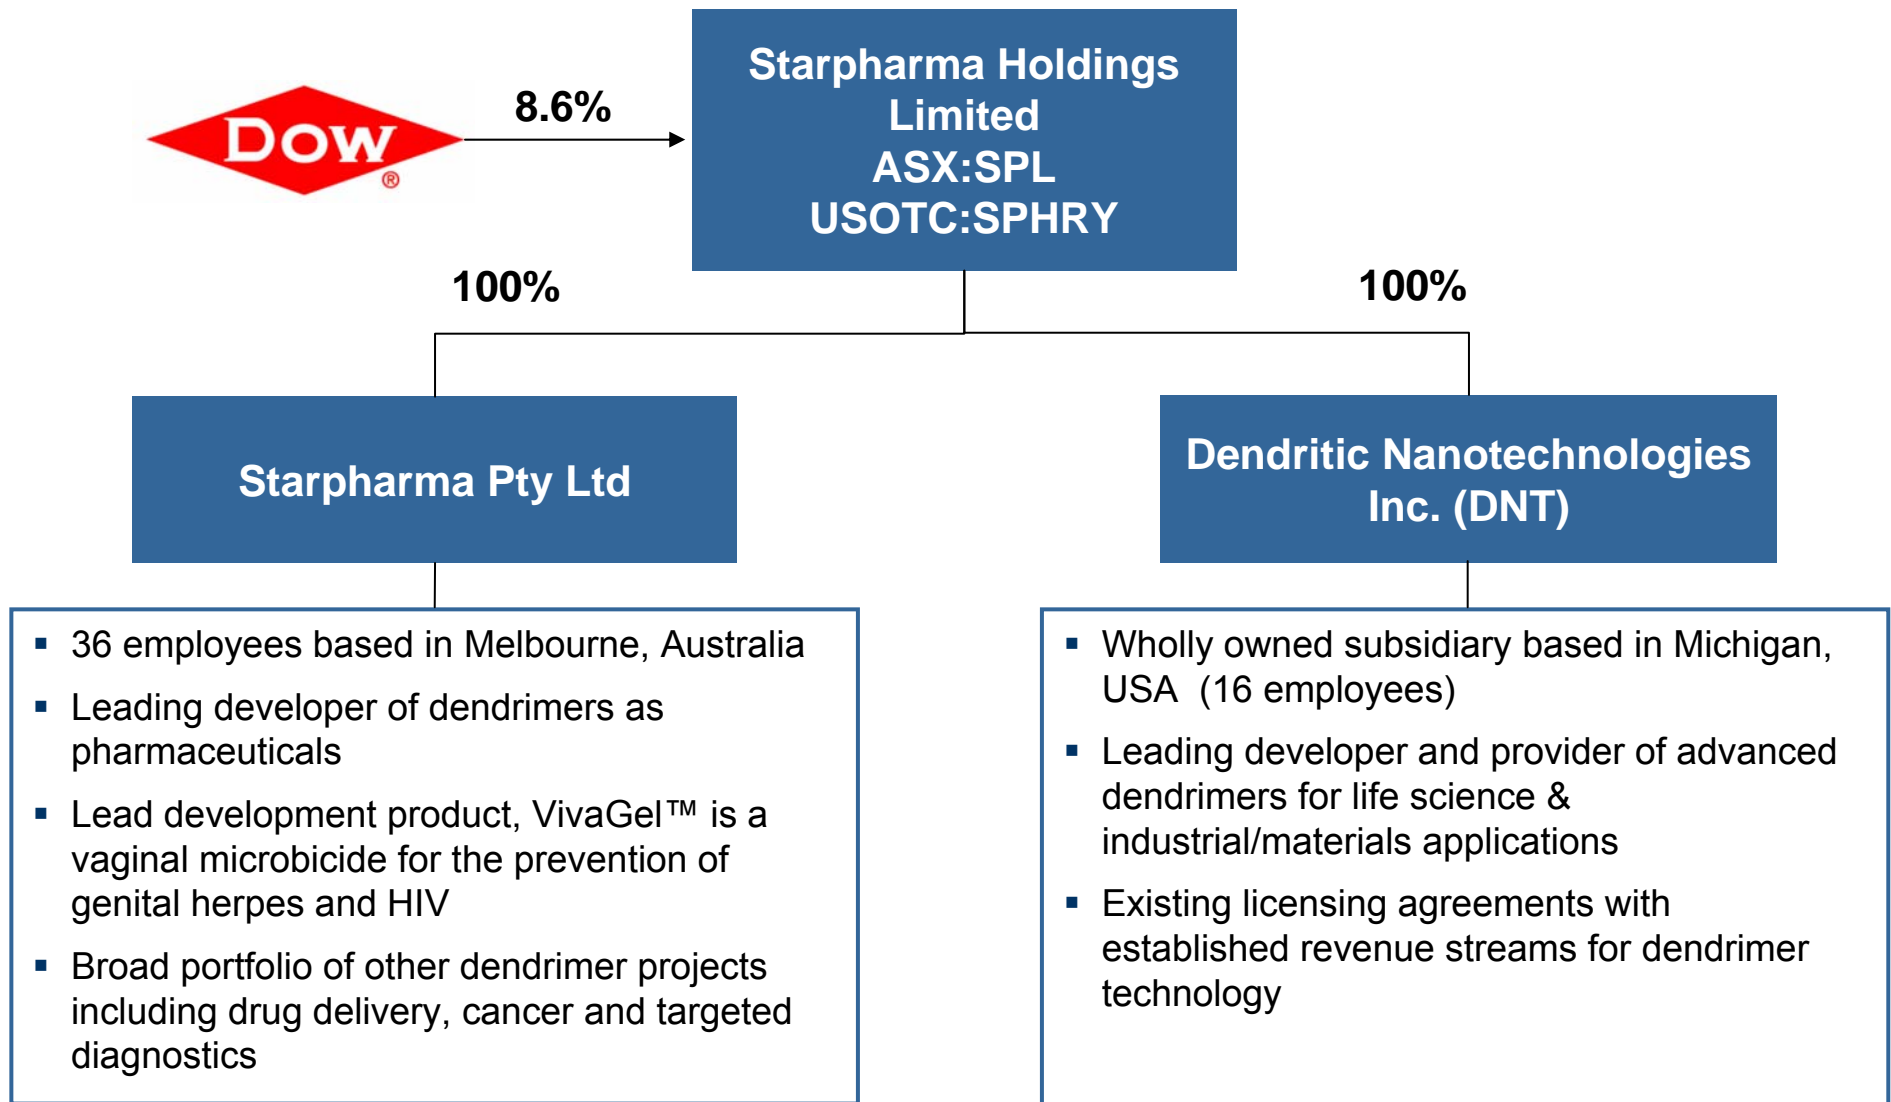 Dow
®
8.6%
Starpharma Holdings
Limited
ASX:SPL
USOTC:SPHRY
100%
100%
Starpharma Pty Ltd
Dendritic Nanotechnologies
Inc. (DNT)
▪ 36 employees based in Melbourne, Australia
▪ Leading developer of dendrimers as
pharmaceuticals
▪ Lead development product, VivaGel™ is a
vaginal microbicide for the prevention of
genital herpes and HIV
▪ Broad portfolio of other dendrimer projects
including drug delivery, cancer and targeted
diagnostics
▪ Wholly owned subsidiary based in Michigan,
USA  (16 employees)
▪ Leading developer and provider of advanced
dendrimers for life science &
industrial/materials applications
▪ Existing licensing agreements with
established revenue streams for dendrimer
technology